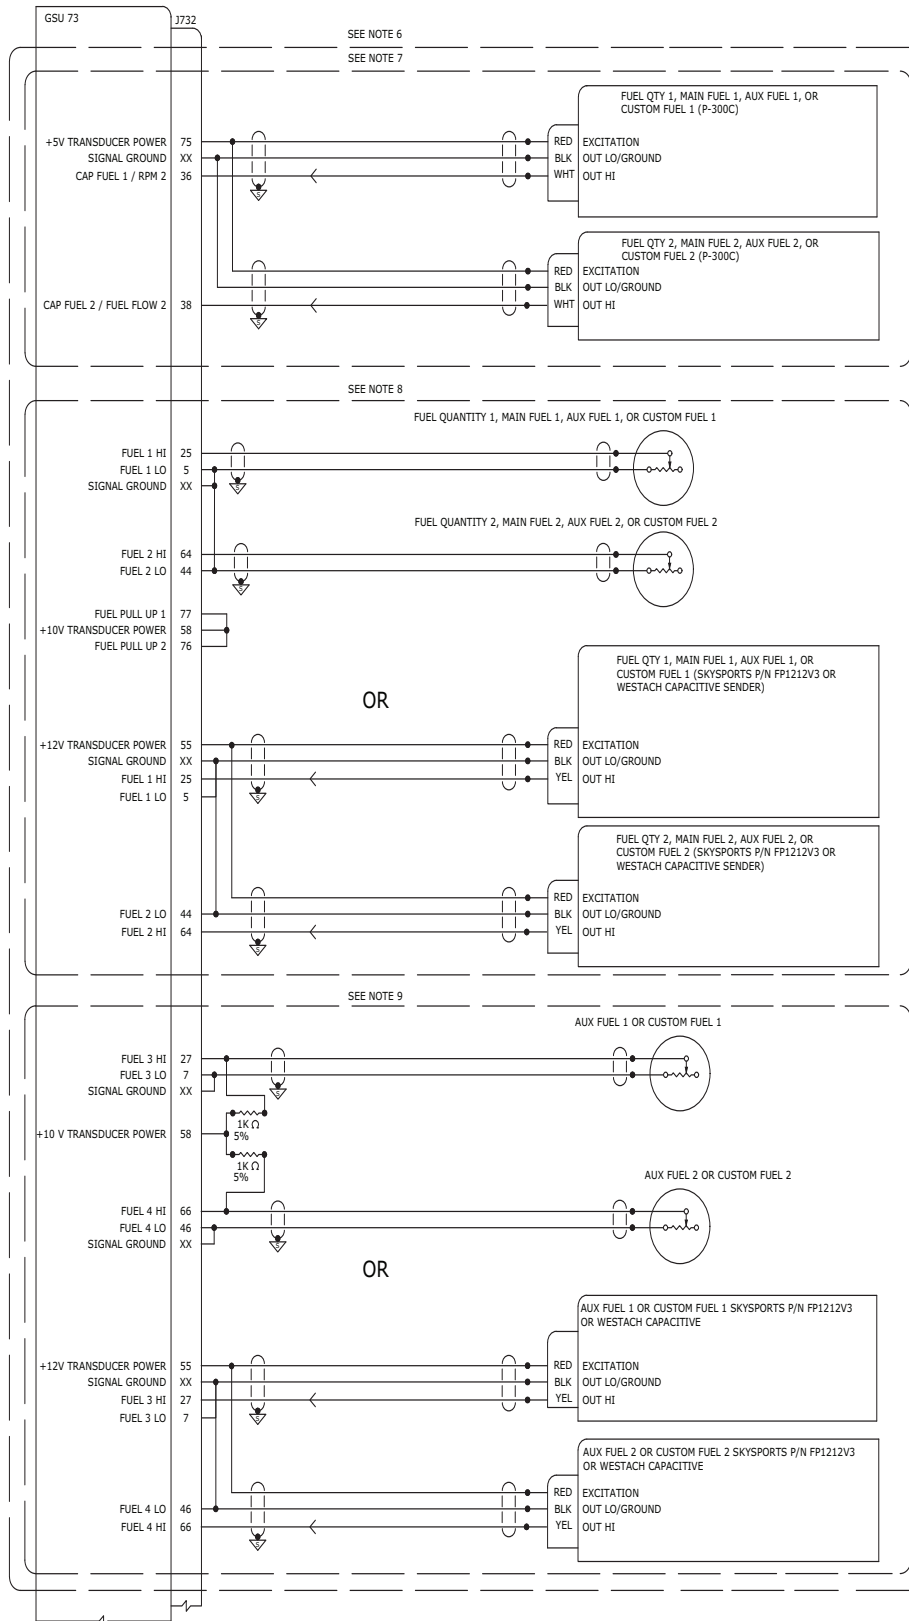 GSU 73
J732
SEE NOTE 6
SEE NOTE 7
FUEL QTY 1, MAIN FUEL 1, AUX FUEL 1, OR
CUSTOM FUEL 1 (P-300C)
+5V TRANSDUCER POWER 75 RED EXCITATION
SIGNAL GROUND XX BLK OUT LO/GROUND
CAP FUEL 1 / RPM 2 36 S WHT OUT HI
FUEL QTY 2, MAIN FUEL 2, AUX FUEL 2, OR
CUSTOM FUEL 2 (P-300C)
RED EXCITATION
BLK OUT LO/GROUND
CAP FUEL 2 / FUEL FLOW 2 38 WHT OUT HI
S
SEE NOTE 8
FUEL QUANTITY 1, MAIN FUEL 1, AUX FUEL 1, OR CUSTOM FUEL 1
FUEL 1 HI 25
FUEL 1 LO 5
SIGNAL GROUND XX S
FUEL QUANTITY 2, MAIN FUEL 2, AUX FUEL 2, OR CUSTOM FUEL 2
FUEL 2 HI 64
FUEL 2 LO 44
S
FUEL PULL UP 1 77
+10V TRANSDUCER POWER 58
FUEL PULL UP 2 76
OR
FUEL QTY 1, MAIN FUEL 1, AUX FUEL 1, OR
CUSTOM FUEL 1 (SKYSPORTS P/N FP1212V3 OR
WESTACH CAPACITIVE SENDER)
+12V TRANSDUCER POWER 55 RED EXCITATION
SIGNAL GROUND XX BLK OUT LO/GROUND
FUEL 1 HI 25 YEL OUT HI
FUEL 1 LO 5 S
FUEL QTY 2, MAIN FUEL 2, AUX FUEL 2, OR
CUSTOM FUEL 2 (SKYSPORTS P/N FP1212V3 OR
WESTACH CAPACITIVE SENDER)
RED EXCITATION
FUEL 2 LO 44 BLK OUT LO/GROUND
FUEL 2 HI 64 YEL OUT HI
S
SEE NOTE 9
AUX FUEL 1 OR CUSTOM FUEL 1
FUEL 3 HI 27
FUEL 3 LO 7
SIGNAL GROUND XX S
1K Ω
5%
+10 V TRANSDUCER POWER 58
1K Ω
5%
AUX FUEL 2 OR CUSTOM FUEL 2
FUEL 4 HI 66
FUEL 4 LO 46
SIGNAL GROUND XX S
OR
AUX FUEL 1 OR CUSTOM FUEL 1 SKYSPORTS P/N FP1212V3
OR WESTACH CAPACITIVE
+12V TRANSDUCER POWER 55 RED EXCITATION
SIGNAL GROUND XX BLK OUT LO/GROUND
FUEL 3 HI 27 YEL OUT HI
FUEL 3 LO 7 S
AUX FUEL 2 OR CUSTOM FUEL 2 SKYSPORTS P/N FP1212V3
OR WESTACH CAPACITIVE
RED EXCITATION
FUEL 4 LO 46 BLK OUT LO/GROUND
FUEL 4 HI 66 YEL OUT HI
S